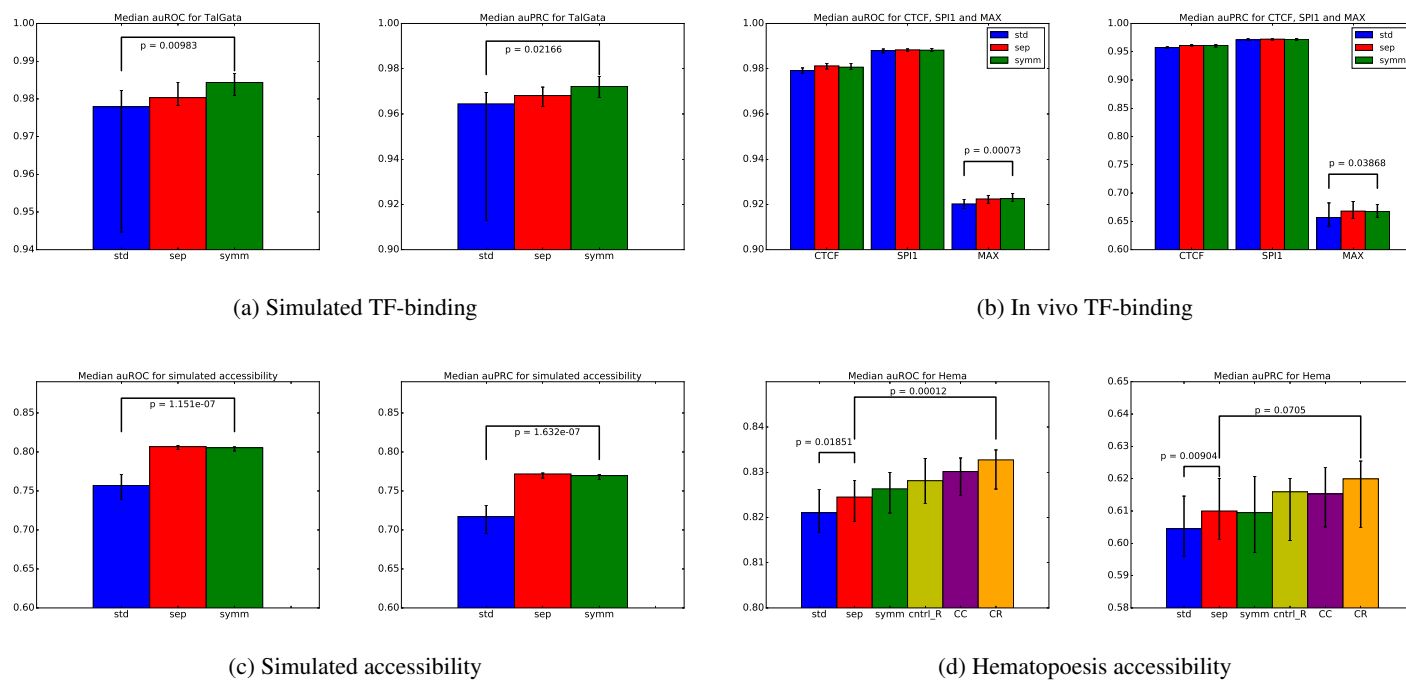 Median auROC for TalGata
1.00
0.99
0.98
0.97
0.96
0.95
0.94
p = 0.00983
std sep symm
Median auPRC for TalGata
1.00
0.98
0.96
0.94
0.92
0.90
p = 0.02166
std sep symm
(a) Simulated TF-binding
Median auROC for CTCF, SPI1 and MAX
1.00
0.98
0.96
0.94
0.92
0.90
std
sep
symm
p = 0.00073
CTCF SPI1 MAX
Median auPRC for CTCF, SPI1 and MAX
1.00
0.95
0.90
0.85
0.80
0.75
0.70
0.65
0.60
std
sep
symm
p = 0.03868
CTCF SPI1 MAX
(b) In vivo TF-binding
Median auROC for simulated accessibility
0.85
0.80
0.75
0.70
0.65
0.60
p = 1.151e-07
std sep symm
Median auPRC for simulated accessibility
0.85
0.80
0.75
0.70
0.65
0.60
p = 1.632e-07
std sep symm
(c) Simulated accessibility
Median auROC for Hema
0.84
0.83
0.82
0.81
0.80
p = 0.00012
p = 0.01851
std sep symm cntrl_R CC CR
Median auPRC for Hema
0.65
0.64
0.63
0.62
0.61
0.60
0.59
0.58
p = 0.0705
p = 0.00904
std sep symm cntrl_R CC CR
(d) Hematopoesis accessibility